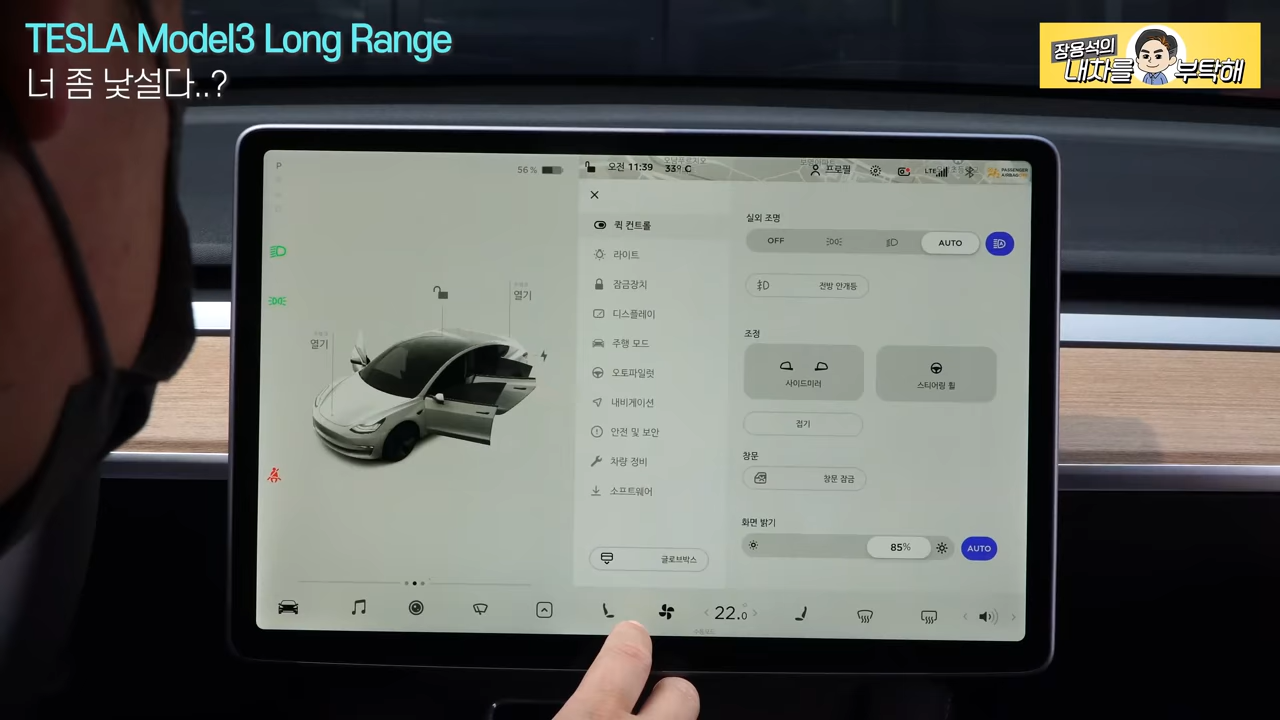 TESLA Model3 Long Range
너 좀 낯설다..?
장용석의
내차를 부탁해
P
56 %
오전 11:39
33°C
프로필
LTE
PASSENGER
AIRBAG
퀵 컨트롤
라이트
잠금장치
디스플레이
주행 모드
오토파일럿
내비게이션
안전 및 보안
차량 정비
소프트웨어
글로브박스
열기
열기
실외 조명
OFF
AUTO
전방 안개등
조정
사이드미러
스티어링 휠
접기
창문
창문 잠금
화면 밝기
85%
AUTO
22.0